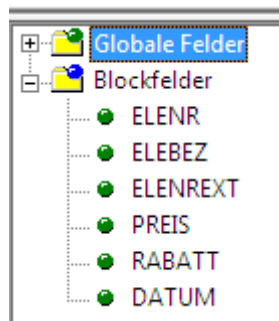 Globale Felder
Blockfelder
ELENR
ELEBEZ
ELENREXT
PREIS
RABATT
DATUM